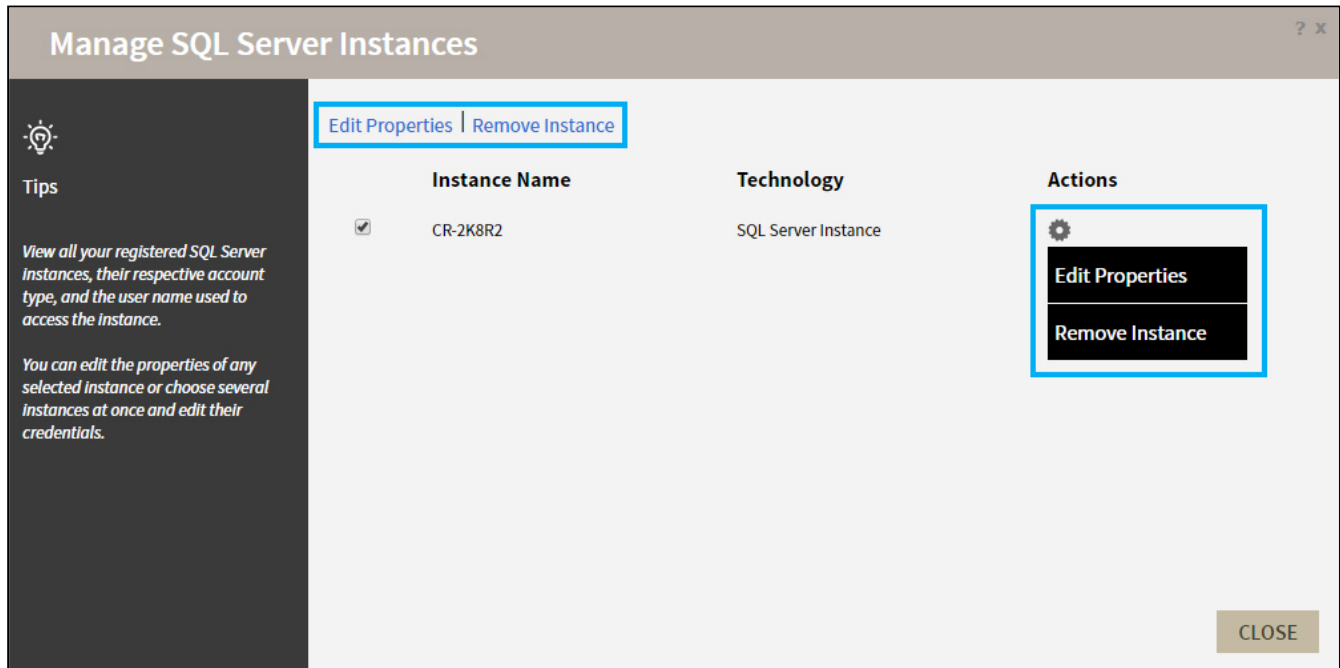 Manage SQL Server Instances
? x
Edit Properties | Remove Instance
Tips
Instance Name Technology Actions
CR-2K8R2 SQL Server Instance
View all your registered SQL Server
instances, their respective account
type, and the user name used to
access the instance.
You can edit the properties of any
selected instance or choose several
instances at once and edit their
credentials.
Edit Properties
Remove Instance
CLOSE